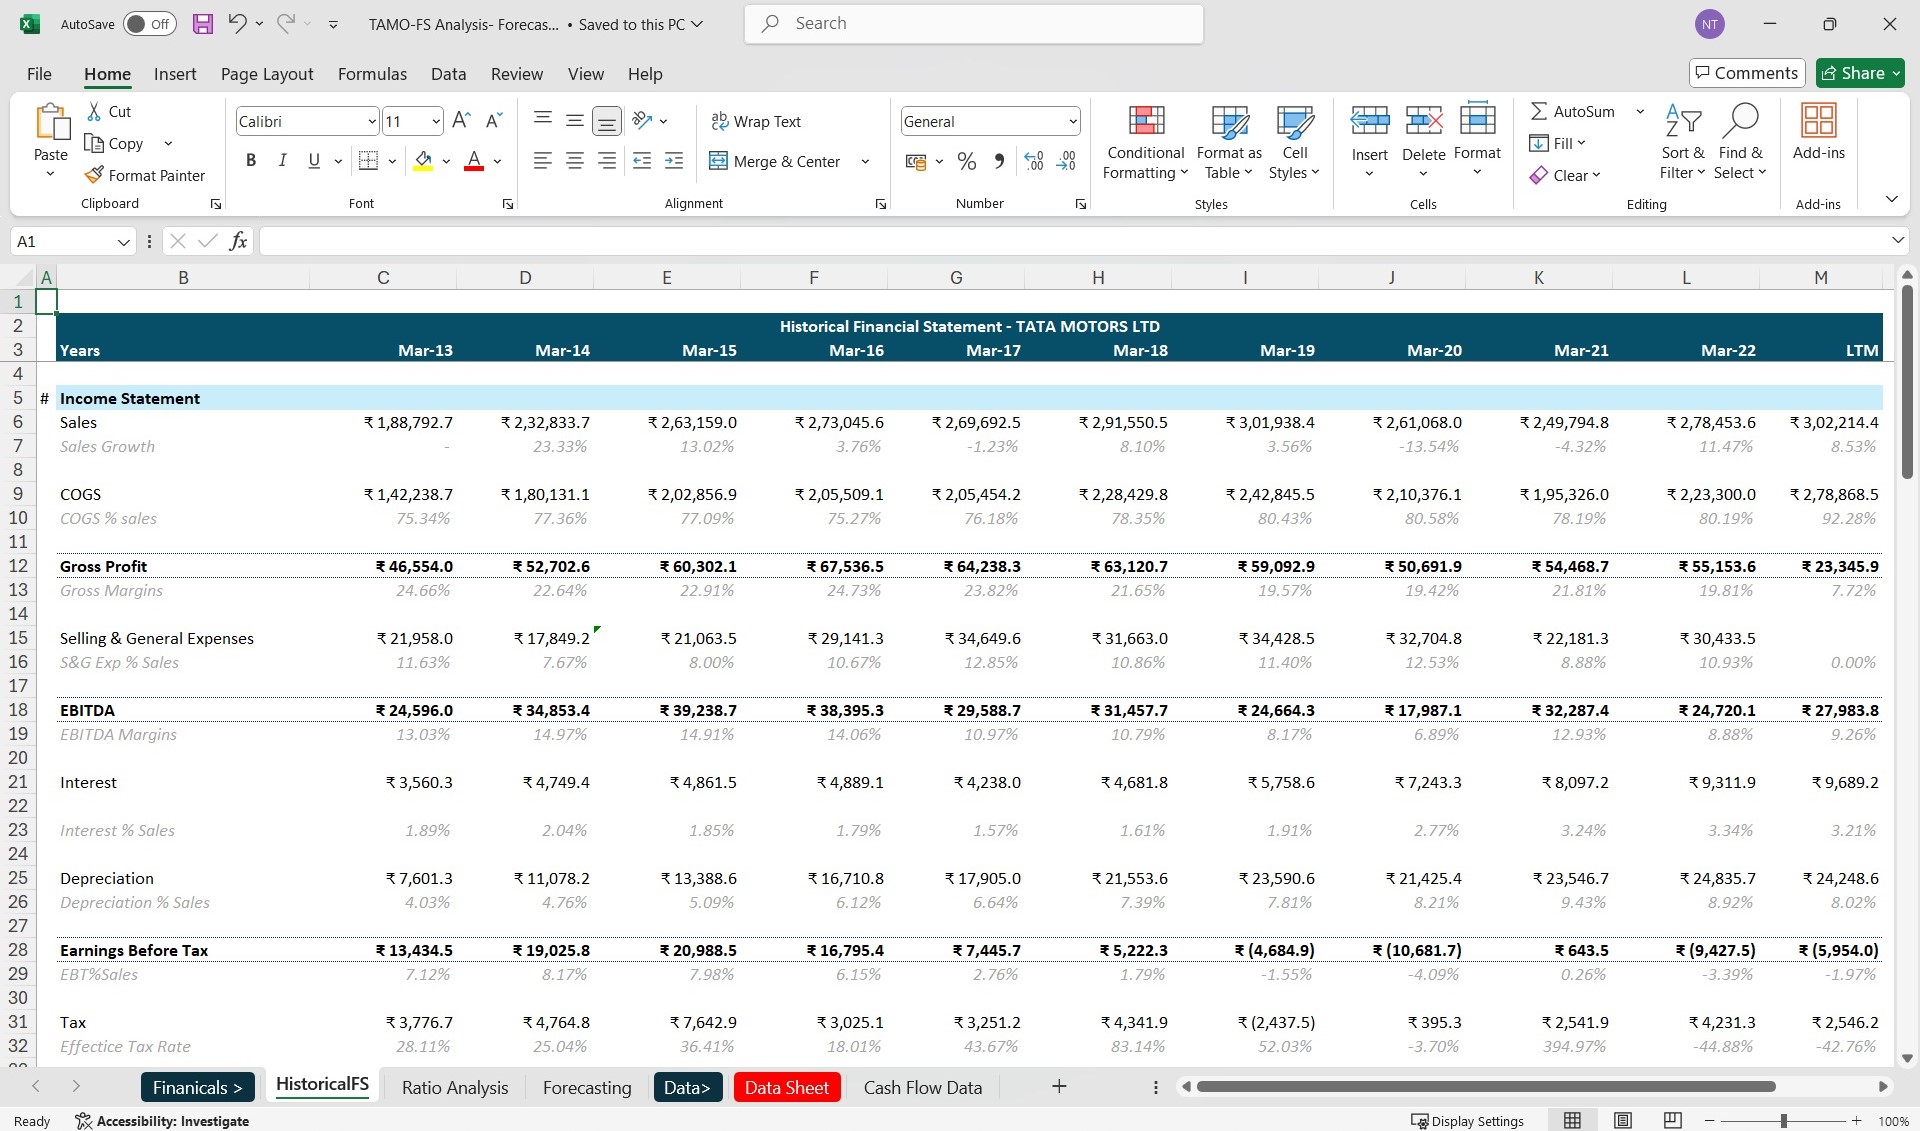 AutoSave Off TAMO-FS Analysis- Forecas... • Saved to this PC Search NT
File Home Insert Page Layout Formulas Data Review View Help Comments Share
Paste Cut Copy Format Painter Clipboard
Calibri 11 B I U A Font
Wrap Text Merge & Center Alignment
General % Number
Conditional Formatting Format as Table Cell Styles Styles
Insert Delete Format Cells
AutoSum Fill Clear Sort & Filter Find & Select Editing
Add-ins Add-ins
A1 fx
A B C D E F G H I J K L M
1
2 Historical Financial Statement - TATA MOTORS LTD
3 Years Mar-13 Mar-14 Mar-15 Mar-16 Mar-17 Mar-18 Mar-19 Mar-20 Mar-21 Mar-22 LTM
4
5 # Income Statement
6 Sales ₹ 1,88,792.7 ₹ 2,32,833.7 ₹ 2,63,159.0 ₹ 2,73,045.6 ₹ 2,69,692.5 ₹ 2,91,550.5 ₹ 3,01,938.4 ₹ 2,61,068.0 ₹ 2,49,794.8 ₹ 2,78,453.6 ₹ 3,02,214.4
7 Sales Growth - 23.33% 13.02% 3.76% -1.23% 8.10% 3.56% -13.54% -4.32% 11.47% 8.53%
8
9 COGS ₹ 1,42,238.7 ₹ 1,80,131.1 ₹ 2,02,856.9 ₹ 2,05,509.1 ₹ 2,05,454.2 ₹ 2,28,429.8 ₹ 2,42,845.5 ₹ 2,10,376.1 ₹ 1,95,326.0 ₹ 2,23,300.0 ₹ 2,78,868.5
10 COGS % sales 75.34% 77.36% 77.09% 75.27% 76.18% 78.35% 80.43% 80.58% 78.19% 80.19% 92.28%
11
12 Gross Profit ₹ 46,554.0 ₹ 52,702.6 ₹ 60,302.1 ₹ 67,536.5 ₹ 64,238.3 ₹ 63,120.7 ₹ 59,092.9 ₹ 50,691.9 ₹ 54,468.7 ₹ 55,153.6 ₹ 23,345.9
13 Gross Margins 24.66% 22.64% 22.91% 24.73% 23.82% 21.65% 19.57% 19.42% 21.81% 19.81% 7.72%
14
15 Selling & General Expenses ₹ 21,958.0 ₹ 17,849.2 ₹ 21,063.5 ₹ 29,141.3 ₹ 34,649.6 ₹ 31,663.0 ₹ 34,428.5 ₹ 32,704.8 ₹ 22,181.3 ₹ 30,433.5
16 S&G Exp % Sales 11.63% 7.67% 8.00% 10.67% 12.85% 10.86% 11.40% 12.53% 8.88% 10.93% 0.00%
17
18 EBITDA ₹ 24,596.0 ₹ 34,853.4 ₹ 39,238.7 ₹ 38,395.3 ₹ 29,588.7 ₹ 31,457.7 ₹ 24,664.3 ₹ 17,987.1 ₹ 32,287.4 ₹ 24,720.1 ₹ 27,983.8
19 EBITDA Margins 13.03% 14.97% 14.91% 14.06% 10.97% 10.79% 8.17% 6.89% 12.93% 8.88% 9.26%
20
21 Interest ₹ 3,560.3 ₹ 4,749.4 ₹ 4,861.5 ₹ 4,889.1 ₹ 4,238.0 ₹ 4,681.8 ₹ 5,758.6 ₹ 7,243.3 ₹ 8,097.2 ₹ 9,311.9 ₹ 9,689.2
22
23 Interest % Sales 1.89% 2.04% 1.85% 1.79% 1.57% 1.61% 1.91% 2.77% 3.24% 3.34% 3.21%
24
25 Depreciation ₹ 7,601.3 ₹ 11,078.2 ₹ 13,388.6 ₹ 16,710.8 ₹ 17,905.0 ₹ 21,553.6 ₹ 23,590.6 ₹ 21,425.4 ₹ 23,546.7 ₹ 24,835.7 ₹ 24,248.6
26 Depreciation % Sales 4.03% 4.76% 5.09% 6.12% 6.64% 7.39% 7.81% 8.21% 9.43% 8.92% 8.02%
27
28 Earnings Before Tax ₹ 13,434.5 ₹ 19,025.8 ₹ 20,988.5 ₹ 16,795.4 ₹ 7,445.7 ₹ 5,222.3 ₹ (4,684.9) ₹ (10,681.7) ₹ 643.5 ₹ (9,427.5) ₹ (5,954.0)
29 EBT%Sales 7.12% 8.17% 7.98% 6.15% 2.76% 1.79% -1.55% -4.09% 0.26% -3.39% -1.97%
30
31 Tax ₹ 3,776.7 ₹ 4,764.8 ₹ 7,642.9 ₹ 3,025.1 ₹ 3,251.2 ₹ 4,341.9 ₹ (2,437.5) ₹ 395.3 ₹ 2,541.9 ₹ 4,231.3 ₹ 2,546.2
32 Effectice Tax Rate 28.11% 25.04% 36.41% 18.01% 43.67% 83.14% 52.03% -3.70% 394.97% -44.88% -42.76%
Finanicals > HistoricalFS Ratio Analysis Forecasting Data> Data Sheet Cash Flow Data
Ready Accessibility: Investigate Display Settings 100%